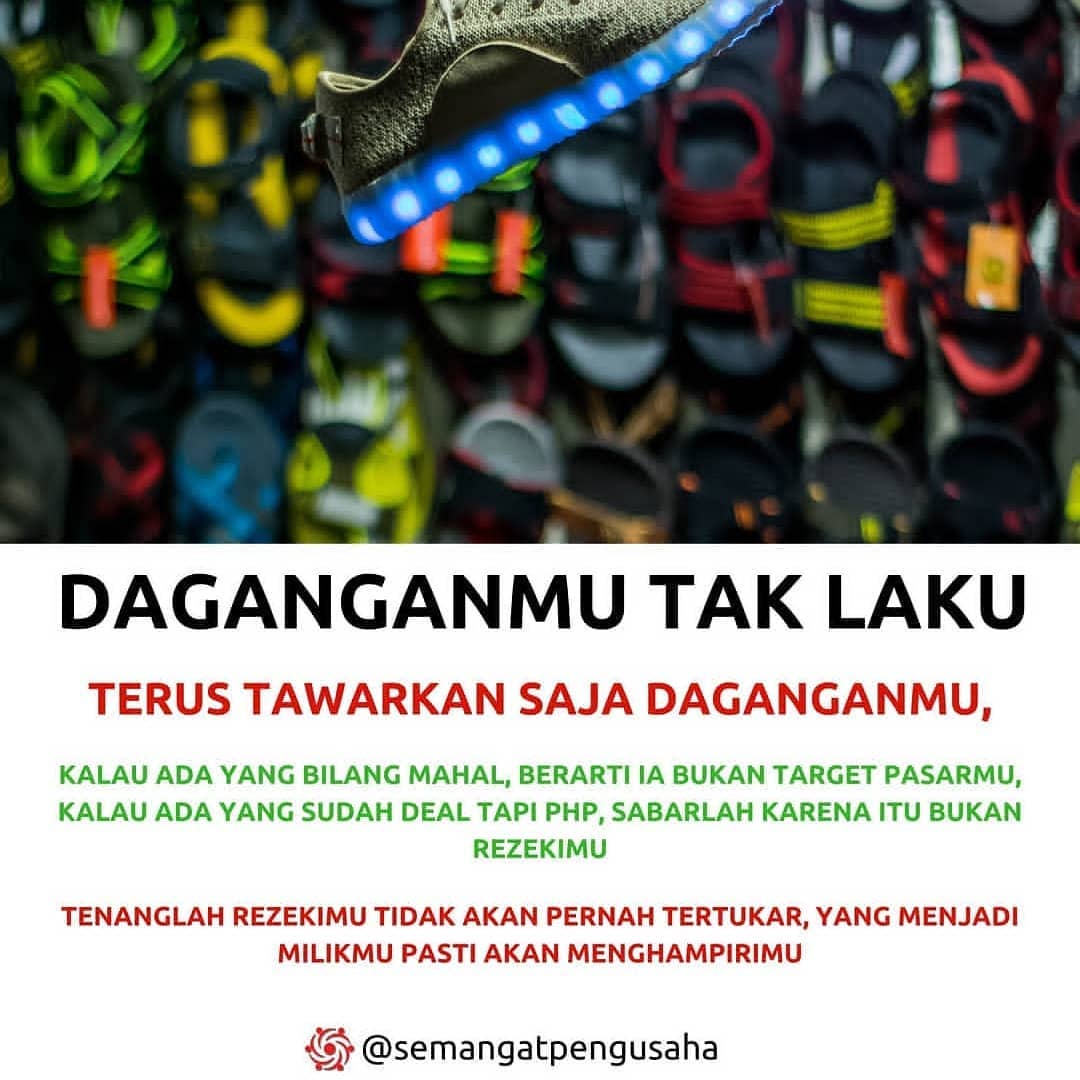 DAGANGANMU TAK LAKU
TERUS TAWARKAN SAJA DAGANGANMU,
KALAU ADA YANG BILANG MAHAL, BERARTI IA BUKAN TARGET PASARMU,
KALAU ADA YANG SUDAH DEAL TAPI PHP, SABARLAH KARENA ITU BUKAN
REZEKIMU
TENANGLAH REZEKIMU TIDAK AKAN PERNAH TERTUKAR, YANG MENJADI
MILIKMU PASTI AKAN MENGHAMPIRIMU
@semangatpengusaha